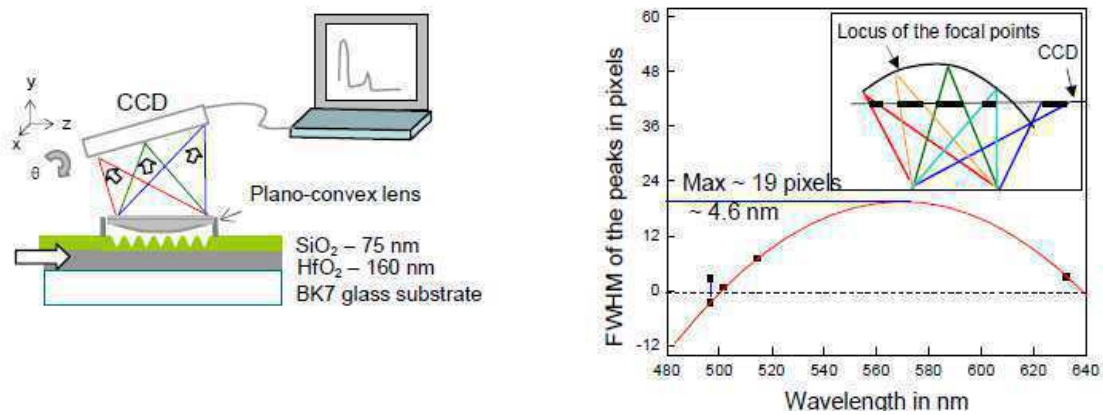 y
z
x
θ
CCD
Plano-convex lens
SiO₂ – 75 nm
HfO₂ – 160 nm
BK7 glass substrate
FWHM of the peaks in pixels
60
48
36
24
12
0
-12
Locus of the focal points
CCD
Max ~ 19 pixels
~ 4.6 nm
480 500 520 540 560 580 600 620 640
Wavelength in nm